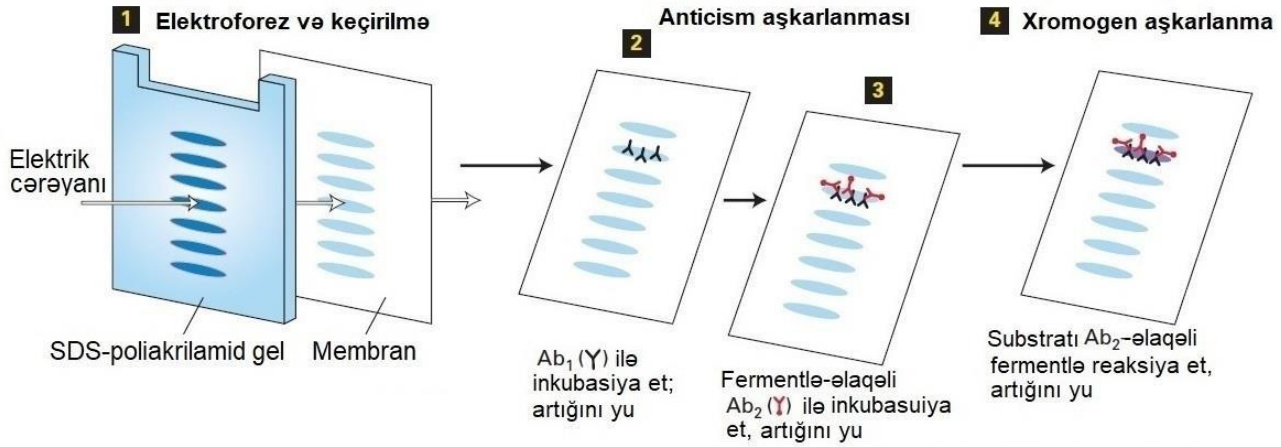 1 Elektroforez və keçirilmə
Anticism aşkarlanması
4 Xromogen aşkarlanma
2
3
Elektrik
cərəyanı
SDS-poliakrilamid gel
Membran
Ab₁ (Y) ilə
inkubasiya et;
artığını yu
Fermentlə-əlaqəli
Ab₂ (Y) ilə inkubasuiya
et, artığını yu
Substratı Ab₂-əlaqəli
fermentlə reaksiya et,
artığını yu